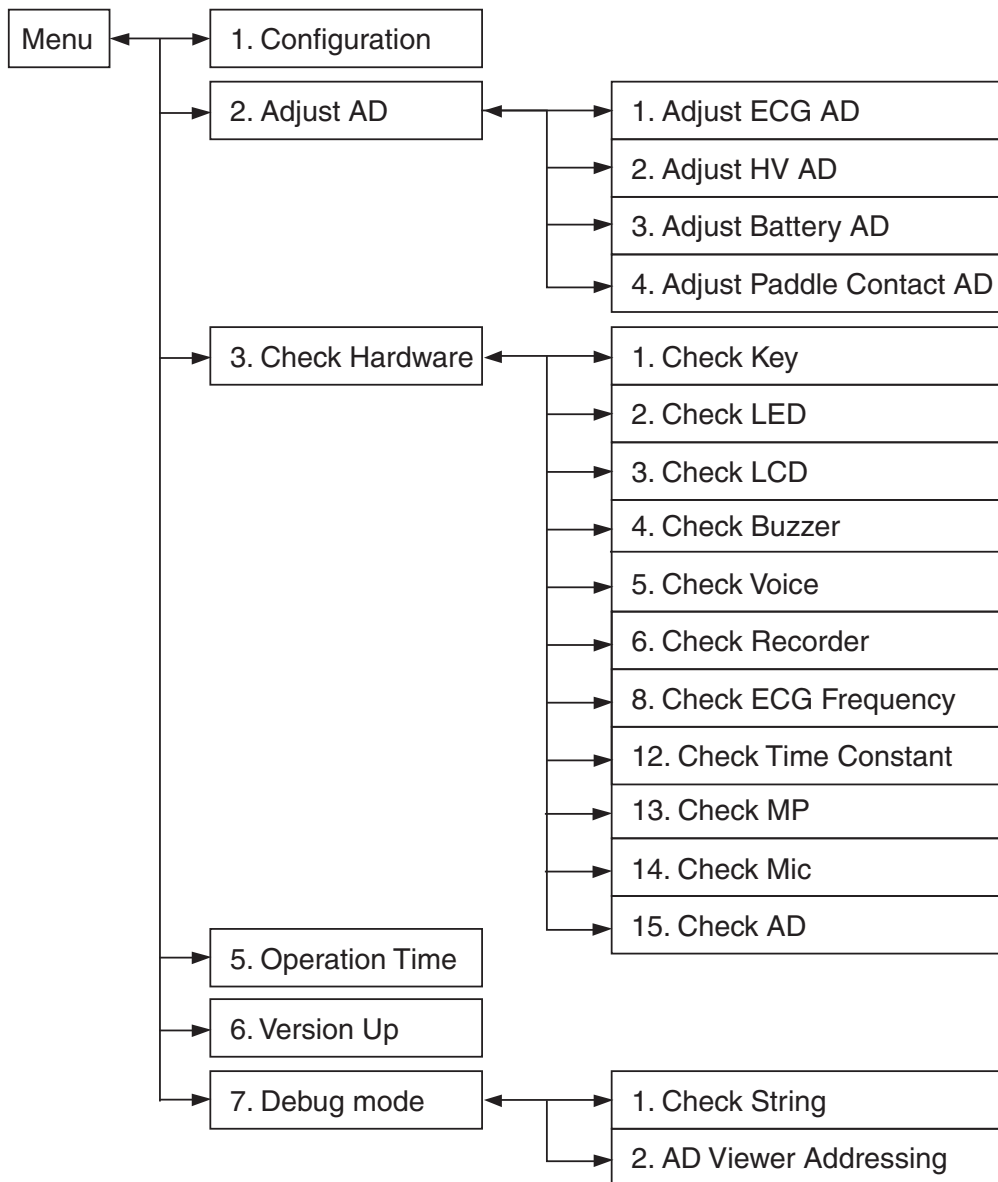 Menu
1. Configuration
2. Adjust AD
1. Adjust ECG AD
2. Adjust HV AD
3. Adjust Battery AD
4. Adjust Paddle Contact AD
3. Check Hardware
1. Check Key
2. Check LED
3. Check LCD
4. Check Buzzer
5. Check Voice
6. Check Recorder
8. Check ECG Frequency
12. Check Time Constant
13. Check MP
14. Check Mic
15. Check AD
5. Operation Time
6. Version Up
7. Debug mode
1. Check String
2. AD Viewer Addressing